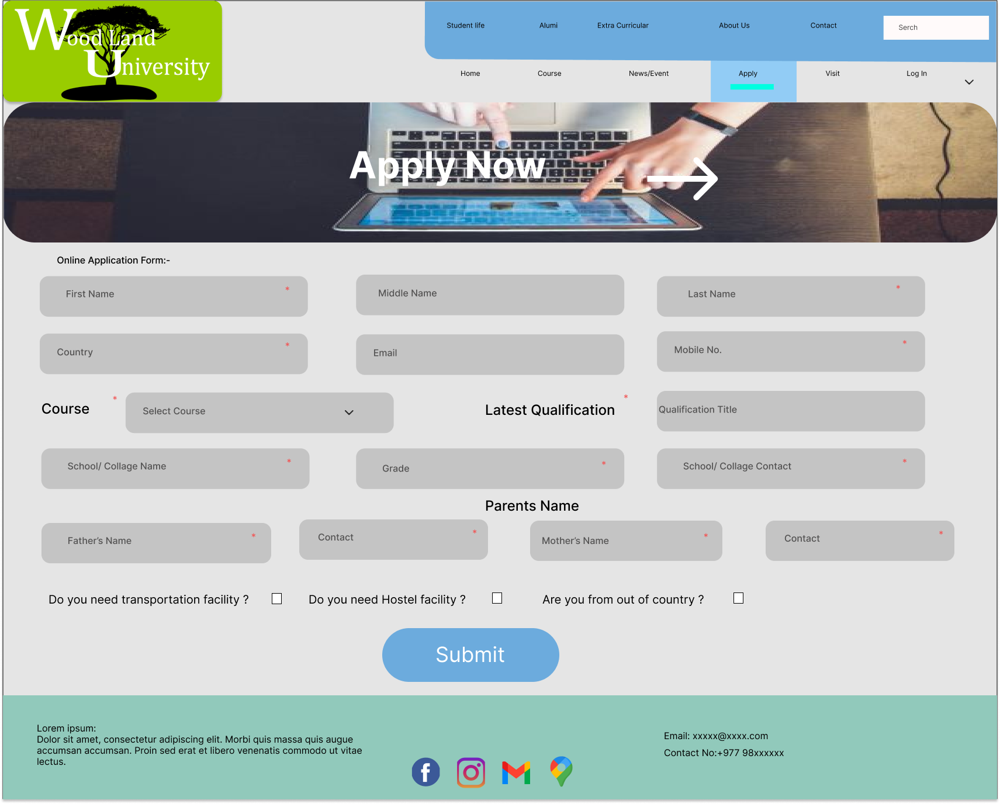 Wood Land
University
Student life Alumi Extra Curricular About Us Contact Serch
Home Course News/Event Apply Visit Log In
Apply Now
Online Application Form:-
First Name * Middle Name Last Name *
Country * Email Mobile No. *
Course * Select Course Latest Qualification * Qualification Title
School/ Collage Name * Grade * School/ Collage Contact *
Parents Name
Father’s Name * Contact * Mother’s Name * Contact *
Do you need transportation facility ? Do you need Hostel facility ? Are you from out of country ?
Submit
Lorem ipsum:
Dolor sit amet, consectetur adipiscing elit. Morbi quis massa quis augue
accumsan accumsan. Proin sed erat et libero venenatis commodo ut vitae
lectus.
Email: xxxxx@xxxx.com
Contact No:+977 98xxxxxx